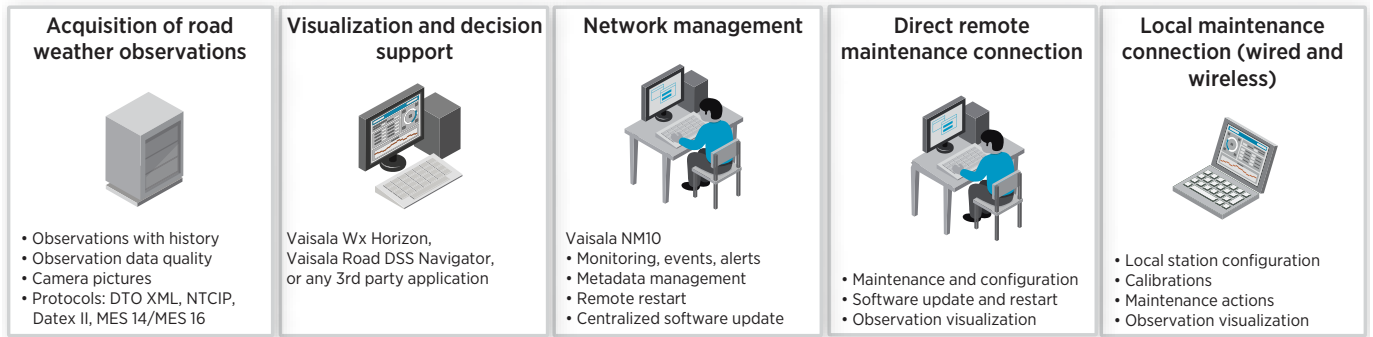 Acquisition of road
weather observations
• Observations with history
• Observation data quality
• Camera pictures
• Protocols: DTO XML, NTCIP,
Datex II, MES 14/MES 16
Visualization and decision
support
Vaisala Wx Horizon,
Vaisala Road DSS Navigator,
or any 3rd party application
Network management
Vaisala NM10
• Monitoring, events, alerts
• Metadata management
• Remote restart
• Centralized software update
Direct remote
maintenance connection
• Maintenance and configuration
• Software update and restart
• Observation visualization
Local maintenance
connection (wired and
wireless)
• Local station configuration
• Calibrations
• Maintenance actions
• Observation visualization